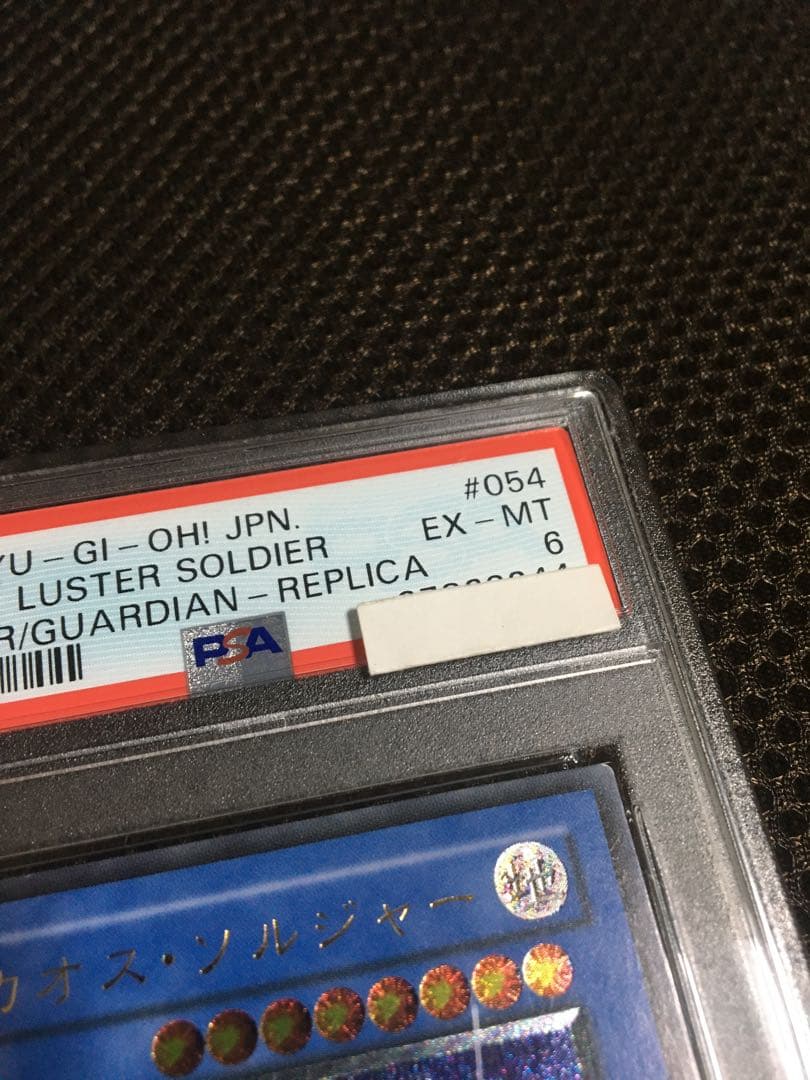 YU-GI-OH! JPN. #054
LUSTER SOLDIER EX-MT
R/GUARDIAN-REPLICA 6
PSA
カオス・ソルジャー 地